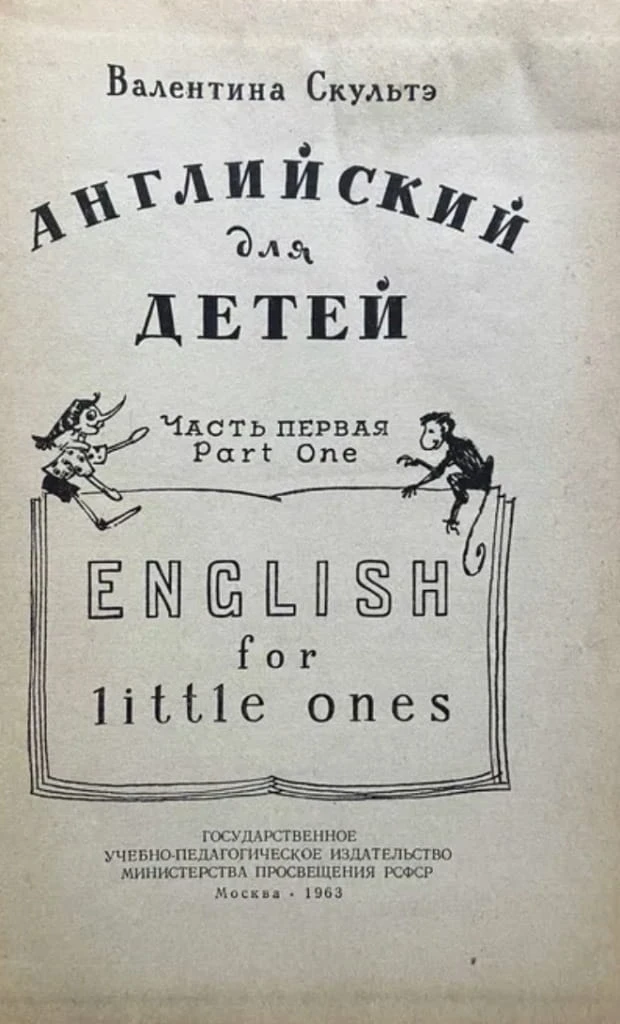 Валентина Скультэ
Английский
для
детей
Часть первая
Part One
ENGLISH
for
little ones
ГОСУДАРСТВЕННОЕ
УЧЕБНО-ПЕДАГОГИЧЕСКОЕ ИЗДАТЕЛЬСТВО
МИНИСТЕРСТВА ПРОСВЕЩЕНИЯ РСФСР
Москва · 1963